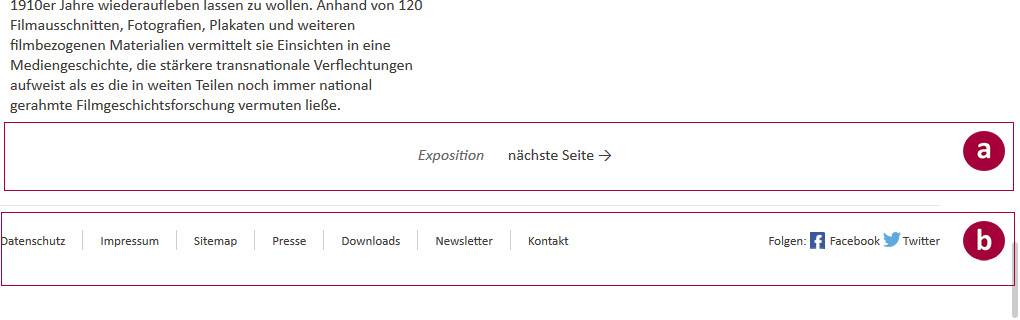 1910er Jahre wiederaufleben lassen zu wollen. Anhand von 120
Filmausschnitten, Fotografien, Plakaten und weiteren
filmbezogenen Materialien vermittelt sie Einsichten in eine
Mediengeschichte, die stärkere transnationale Verflechtungen
aufweist als es die in weiten Teilen noch immer national
gerahmte Filmgeschichtsforschung vermuten ließe.
Exposition nächste Seite →
a
Datenschutz Impressum Sitemap Presse Downloads Newsletter Kontakt Folgen: Facebook Twitter
b